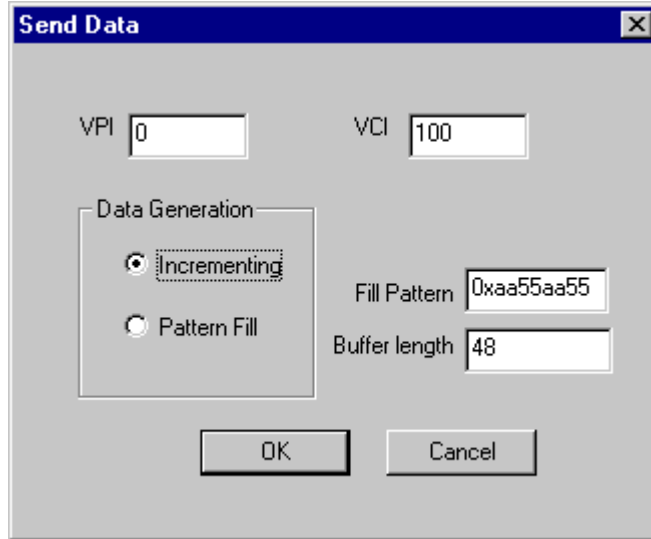 Send Data
VPI 0 VCI 100
Data Generation
Incrementing
Pattern Fill
Fill Pattern 0xaa55aa55
Buffer length 48
OK Cancel